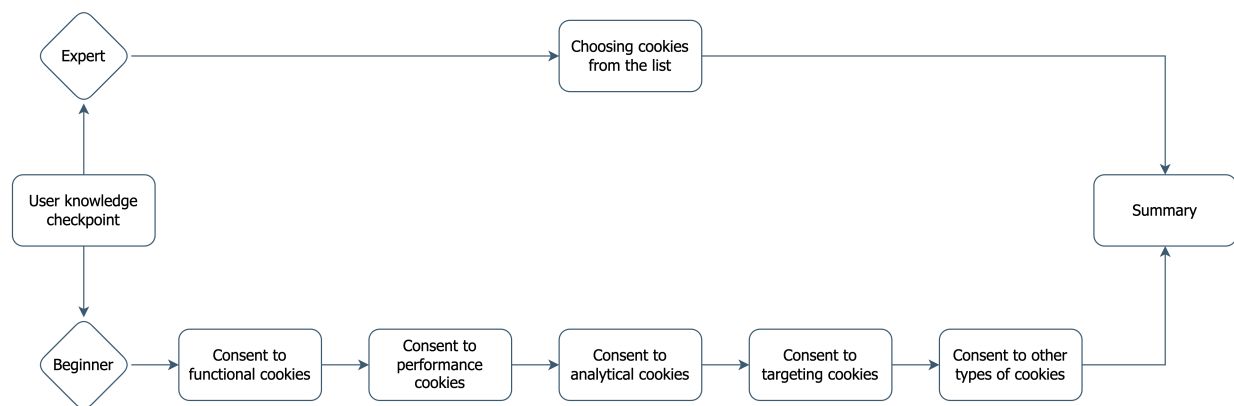 Expert
Choosing cookies
from the list
User knowledge
checkpoint
Summary
Beginner
Consent to
functional cookies
Consent to
performance
cookies
Consent to
analytical cookies
Consent to
targeting cookies
Consent to other
types of cookies